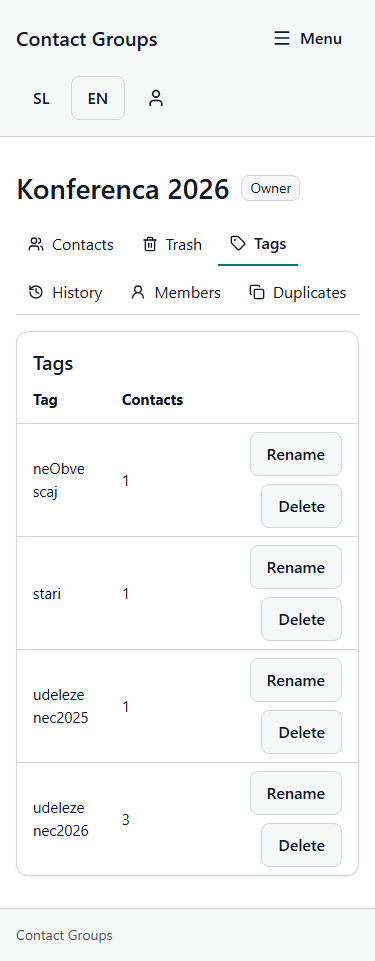 Contact Groups
Menu
SL
EN
Konferenca 2026
Owner
Contacts
Trash
Tags
History
Members
Duplicates
Tags
Tag
Contacts
neObve
scaj
1
Rename
Delete
stari
1
Rename
Delete
udeleze
nec2025
1
Rename
Delete
udeleze
nec2026
3
Rename
Delete
Contact Groups